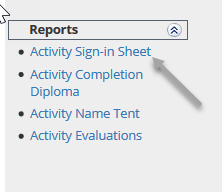 Reports
Activity Sign-in Sheet
Activity Completion
Diploma
Activity Name Tent
Activity Evaluations